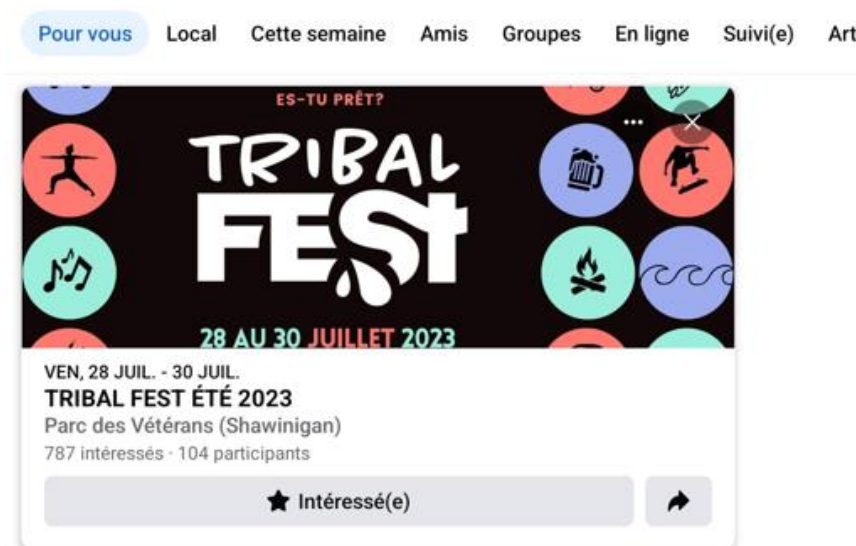 Pour vous Local Cette semaine Amis Groupes En ligne Suivi(e) Art
ES-TU PRÊT?
TRIBAL
FEST
28 AU 30 JUILLET 2023
VEN, 28 JUIL. - 30 JUIL.
TRIBAL FEST ÉTÉ 2023
Parc des Vétérans (Shawinigan)
787 intéressés · 104 participants
Intéressé(e)